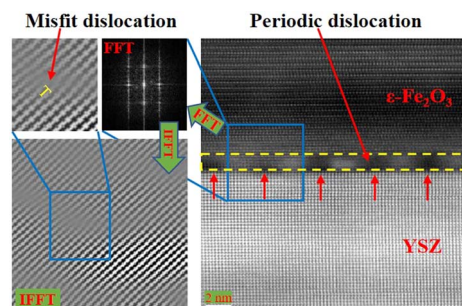 Misfit dislocation
Periodic dislocation
FFT
ε-Fe₂O₃
FFT
IFFT
YSZ
IFFT
2 nm